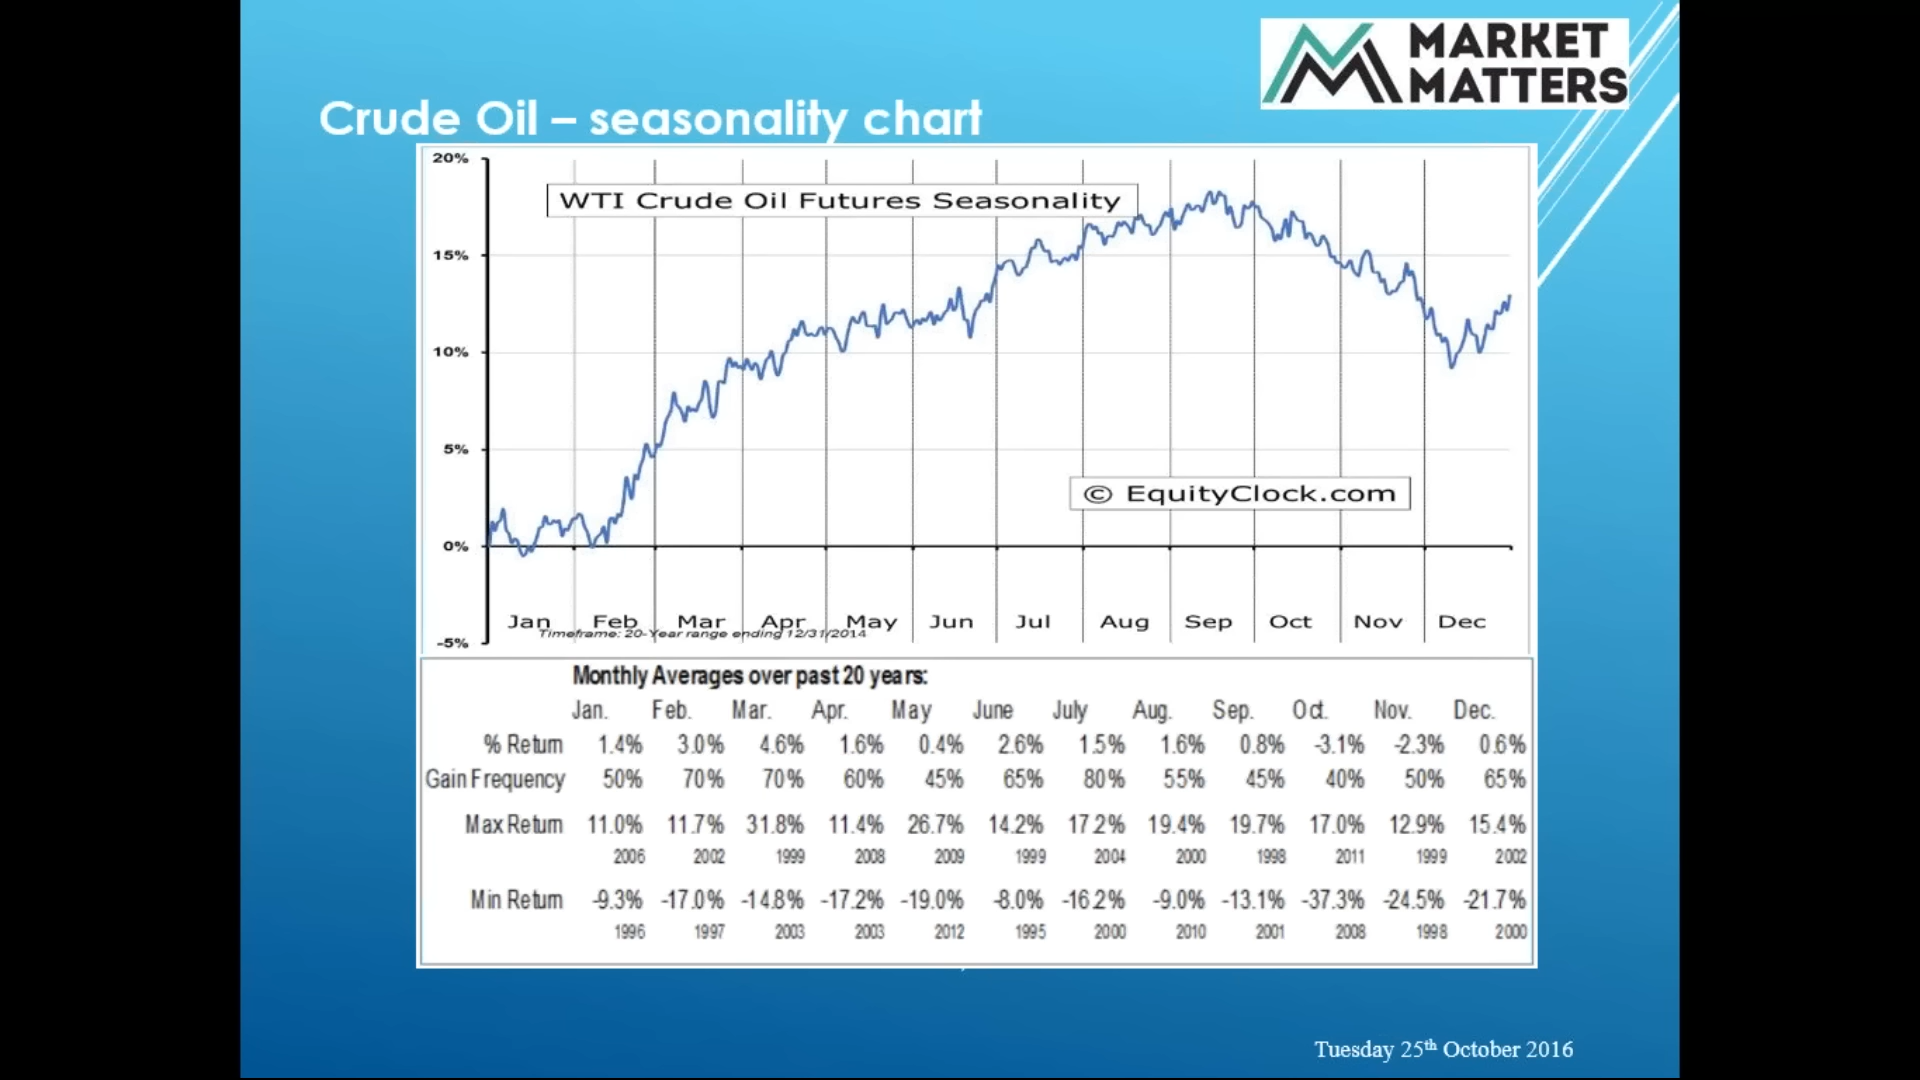 MARKET
MATTERS
Crude Oil – seasonality chart
20%
WTI Crude Oil Futures Seasonality
15%
10%
5%
© EquityClock.com
0%
Jan Feb Mar Apr May Jun Jul Aug Sep Oct Nov Dec
Timeframe: 20-Year range ending 12/31/2014
-5%
Monthly Averages over past 20 years:
Jan. Feb. Mar. Apr. May June July Aug. Sep. Oct. Nov. Dec.
% Return 1.4% 3.0% 4.6% 1.6% 0.4% 2.6% 1.5% 1.6% 0.8% -3.1% -2.3% 0.6%
Gain Frequency 50% 70% 70% 60% 45% 65% 80% 55% 45% 40% 50% 65%
Max Return 11.0% 11.7% 31.8% 11.4% 26.7% 14.2% 17.2% 19.4% 19.7% 17.0% 12.9% 15.4%
2006 2002 1999 2008 2009 1999 2004 2000 1998 2011 1999 2002
Min Return -9.3% -17.0% -14.8% -17.2% -19.0% -8.0% -16.2% -9.0% -13.1% -37.3% -24.5% -21.7%
1996 1997 2003 2003 2012 1995 2000 2010 2001 2008 1998 2000
Tuesday 25th October 2016